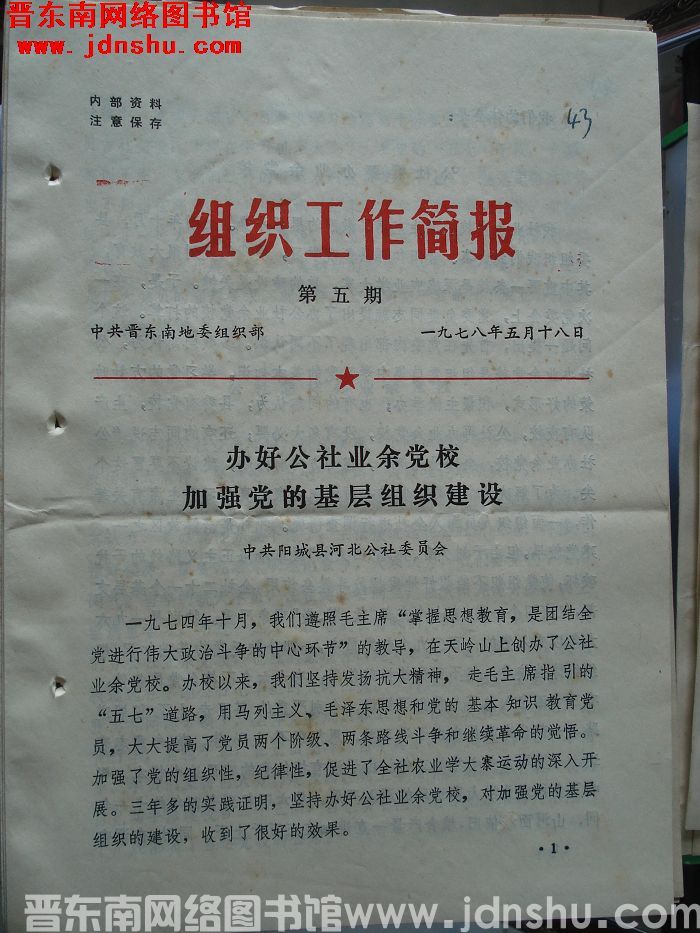 晋东南网络图书馆
www.jdnshu.com
内部资料
注意保存
43
组织工作简报
第五期
中共晋东南地委组织部 一九七八年五月十八日
办好公社业余党校
加强党的基层组织建设
中共阳城县河北公社委员会
一九七四年十月，我们遵照毛主席“掌握思想教育，是团结全
党进行伟大政治斗争的中心环节”的教导，在天岭山上创办了公社
业余党校。办校以来，我们坚持发扬抗大精神，走毛主席指引的
“五七”道路，用马列主义、毛泽东思想和党的基本知识教育党
员，大大提高了党员两个阶级、两条路线斗争和继续革命的觉悟。
加强了党的组织性，纪律性，促进了全社农业学大寨运动的深入开
展。三年多的实践证明，坚持办好公社业余党校，对加强党的基层
组织的建设，收到了很好的效果。
·1·
晋东南网络图书馆www.jdnshu.com